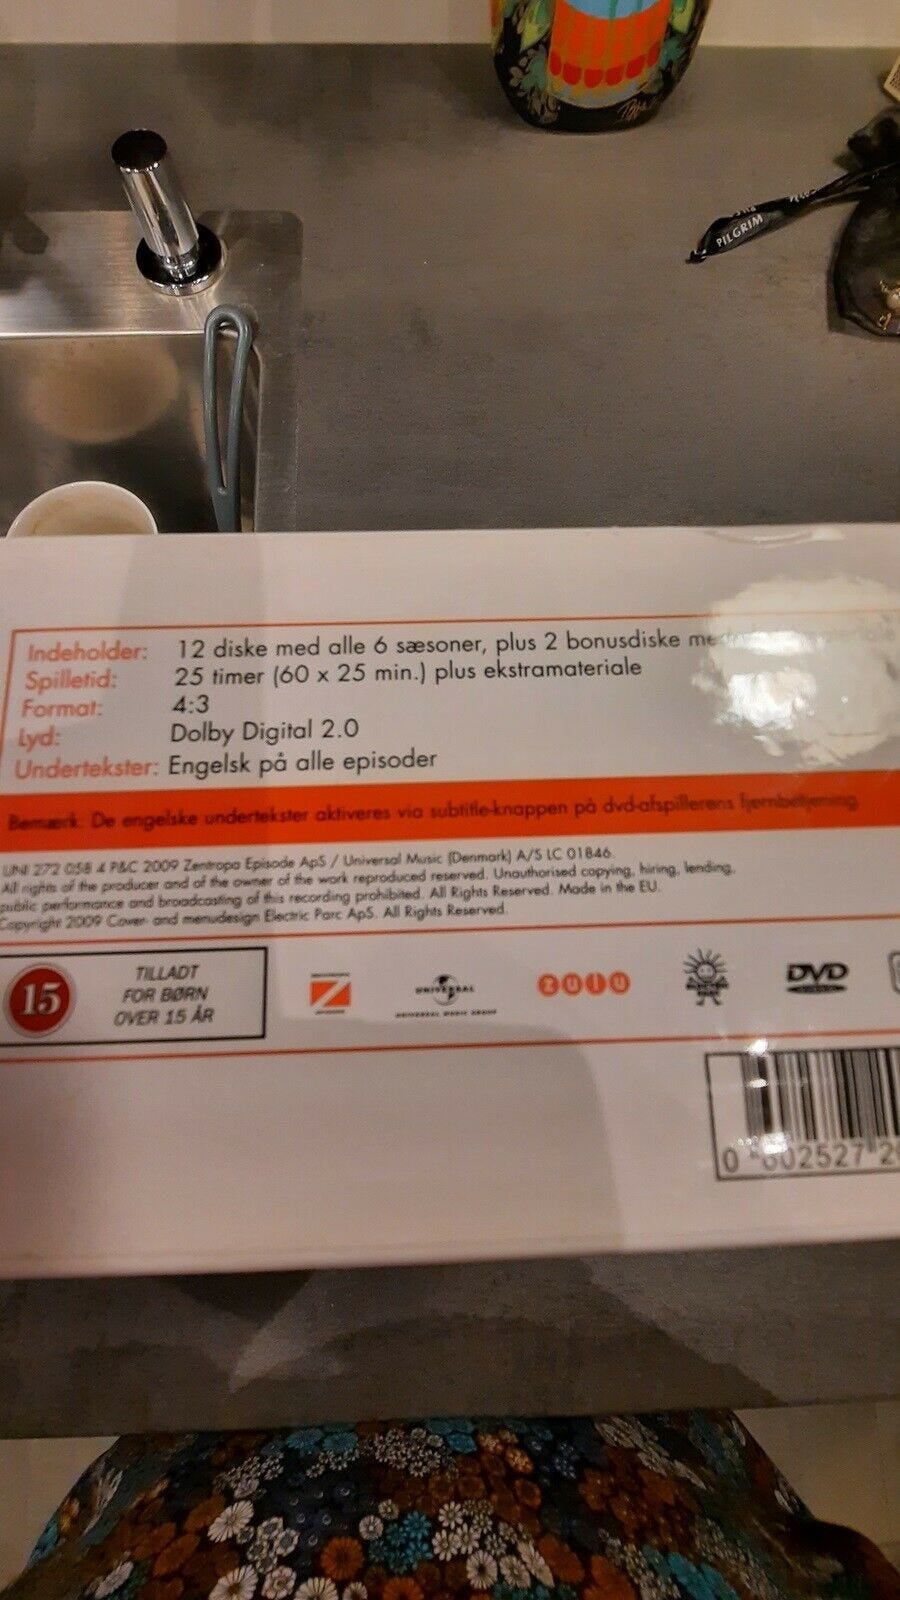 PILGRIM
Indeholder: 12 diske med alle 6 sæsoner, plus 2 bonusdiske
Spilletid: 25 timer (60 x 25 min.) plus ekstramateriale
Format: 4:3
Lyd: Dolby Digital 2.0
Undertekster: Engelsk på alle episoder
Bemærk: De engelske undertekster aktiveres via subtitle-knappen på dvd-afspillerens fjernbetjening.
UNI 272 058 4 P&C 2009 Zentropa Episode ApS / Universal Music (Denmark) A/S LC 01846.
All rights of the producer and of the owner of the work reproduced reserved. Unauthorised copying, hiring, lending,
public performance and broadcasting of this recording prohibited. All Rights Reserved. Made in the EU.
Copyright 2009 Cover- and menudesign Electric Parc ApS. All Rights Reserved.
15
TILLADT
FOR BØRN
OVER 15 ÅR
Z
UNIVERSAL
UNIVERSAL MUSIC GROUP
ZULU
DVD
0 602527 2